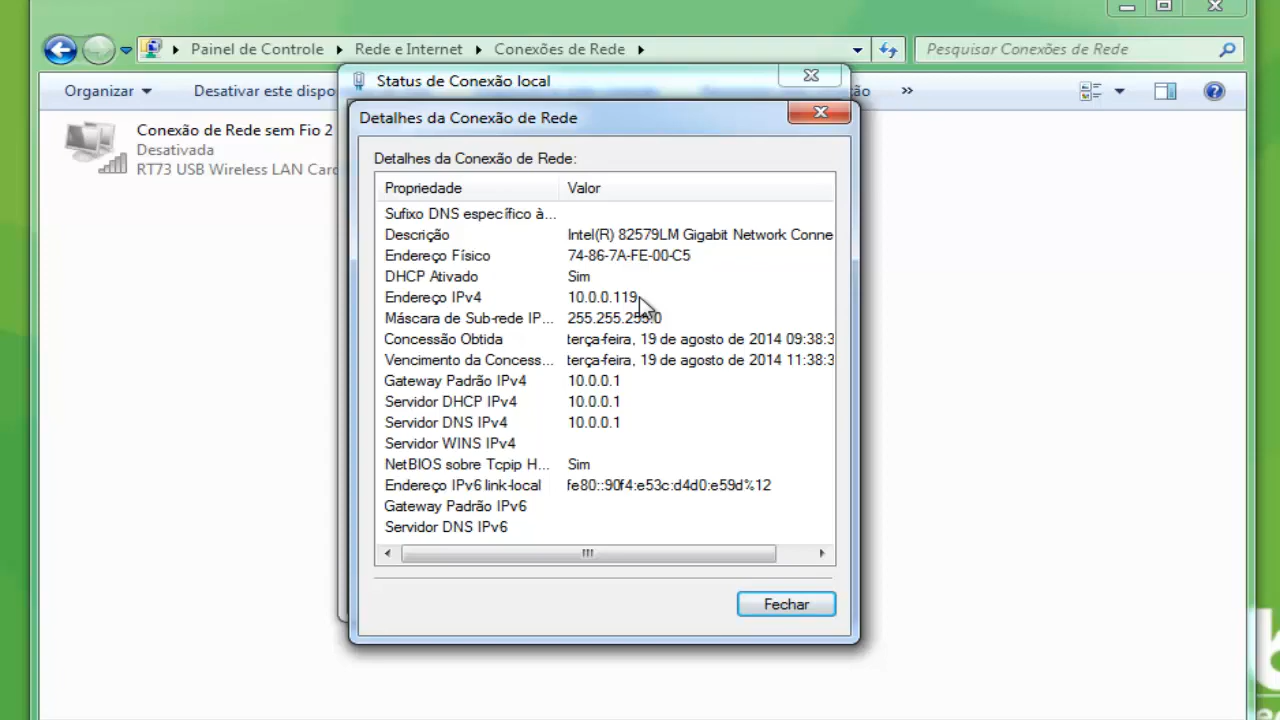 Painel de Controle Rede e Internet Conexões de Rede Pesquisar Conexões de Rede
Status de Conexão local
Organizar Desativar este dispo »
Detalhes da Conexão de Rede
Conexão de Rede sem Fio 2
Desativada
RT73 USB Wireless LAN Card
Detalhes da Conexão de Rede:
Propriedade Valor
Sufixo DNS específico à...
Descrição Intel(R) 82579LM Gigabit Network Conne
Endereço Físico 74-86-7A-FE-00-C5
DHCP Ativado Sim
Endereço IPv4 10.0.0.119
Máscara de Sub-rede IP... 255.255.255.0
Concessão Obtida terça-feira, 19 de agosto de 2014 09:38:3
Vencimento da Concess... terça-feira, 19 de agosto de 2014 11:38:3
Gateway Padrão IPv4 10.0.0.1
Servidor DHCP IPv4 10.0.0.1
Servidor DNS IPv4 10.0.0.1
Servidor WINS IPv4
NetBIOS sobre Tcpip H... Sim
Endereço IPv6 link-local fe80::90f4:e53c:d4d0:e59d%12
Gateway Padrão IPv6
Servidor DNS IPv6
Fechar